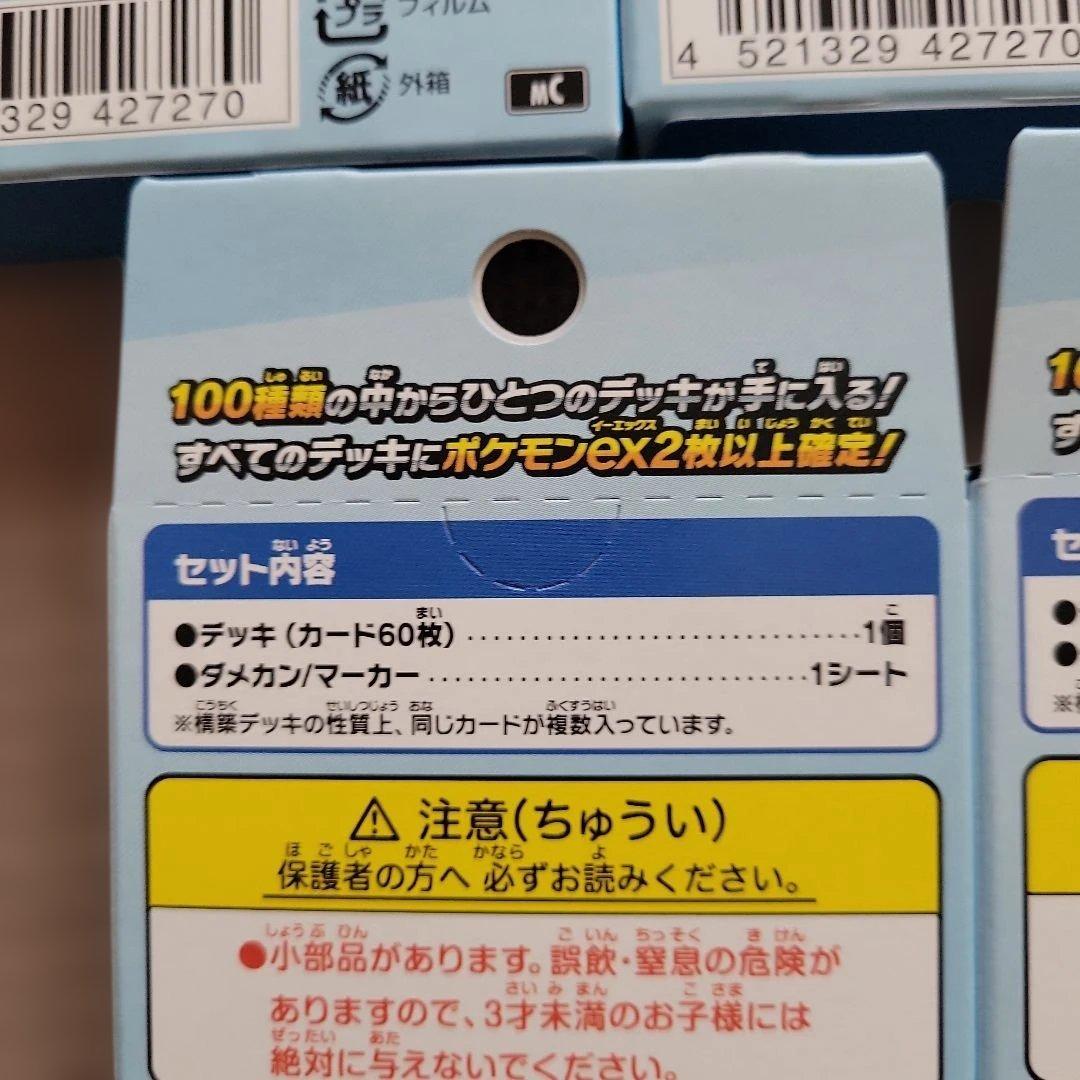 プラ フィルム
紙 外箱
MC
329 427270
4 521329 427270
100種類の中からひとつのデッキが手に入る!
すべてのデッキにポケモンex2枚以上確定!
セット内容
●デッキ(カード60枚)……………………………1個
●ダメカン/マーカー……………………………1シート
※構築デッキの性質上、同じカードが複数入っています。
⚠ 注意(ちゅうい)
保護者の方へ 必ずお読みください。
●小部品があります。誤飲・窒息の危険が
ありますので、3才未満のお子様には
絶対に与えないでください。